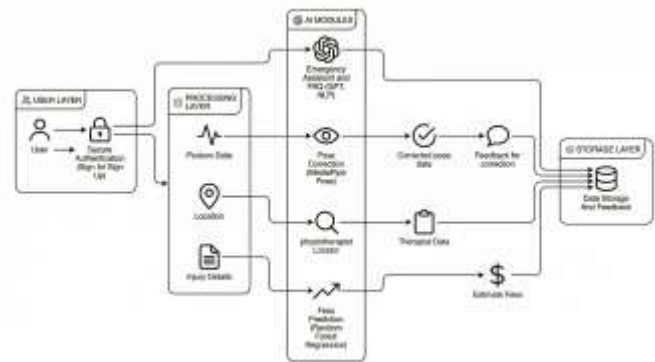 AI MODULES
Emergency
Assistant and
FAQ (GPT,
NLP)
USER LAYER
User
Secure
Authentication
(Sign In/ Sign
Up)
PROCESSING
LAYER
Posture Data
Pose
Correction
(MediaPipe
Pose)
Corrected pose
data
Feedback for
correction
STORAGE LAYER
Data Storage
And Feedback
Location
physiotherapist
Locator
Therapist Data
Injury Details
Fees
Prediction
(Random
Forest
Regression)
Estimate Fees